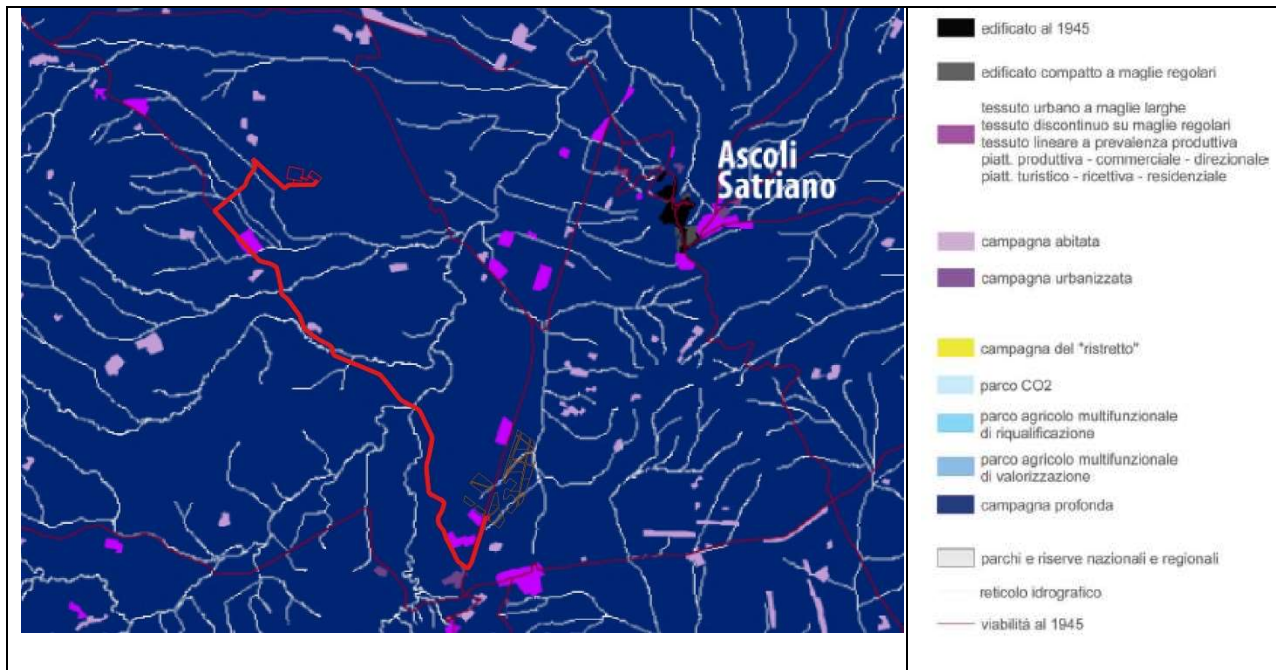 Ascoli
Satriano
edificato al 1945
edificato compatto a maglie regolari
tessuto urbano a maglie larghe
tessuto discontinuo su maglie regolari
tessuto lineare a prevalenza produttiva
piatt. produttiva - commerciale - direzionale
piatt. turistico - ricettiva - residenziale
campagna abitata
campagna urbanizzata
campagna del "ristretto"
parco CO2
parco agricolo multifunzionale
di riqualificazione
parco agricolo multifunzionale
di valorizzazione
campagna profonda
parchi e riserve nazionali e regionali
reticolo idrografico
viabilità al 1945